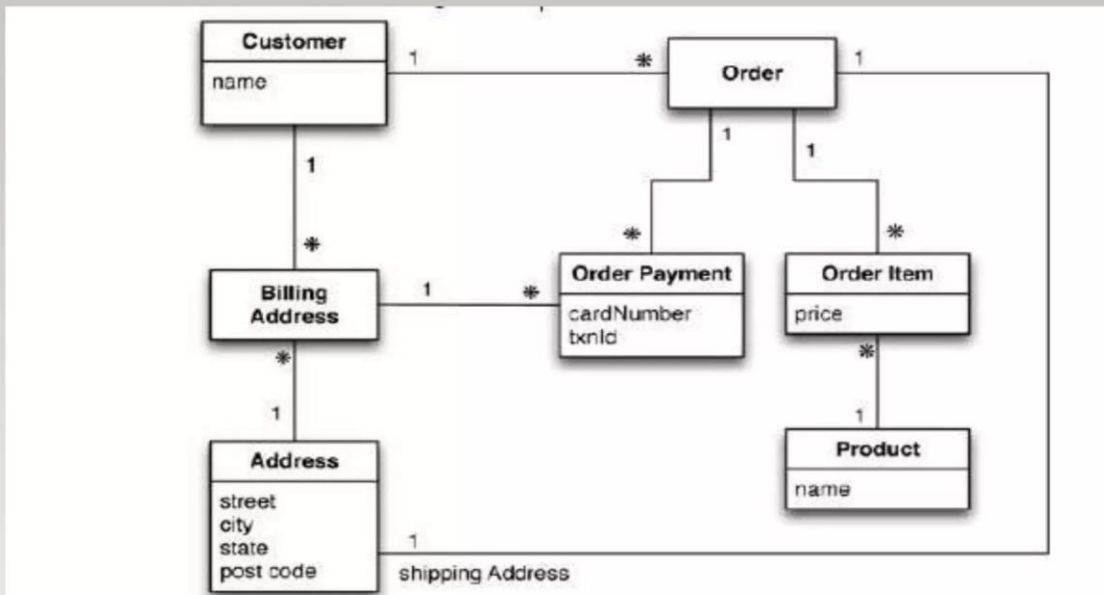 Customer
name
1
*
Order
1
1
*
1
*
1
*
Billing
Address
1
*
Order Payment
cardNumber
txnId
Order Item
price
*
1
*
1
Product
name
Address
street
city
state
post code
1
shipping Address